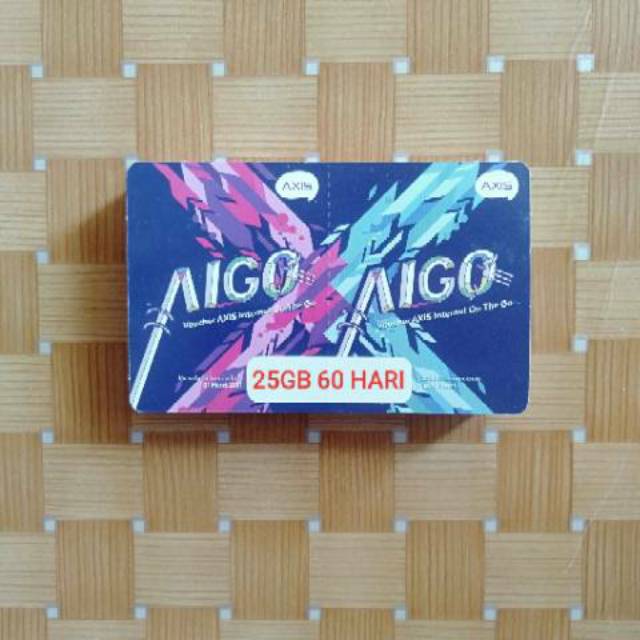 AXIS
AXIS
AIGO
AIGO
Voucher AXIS Internet On The Go
Voucher AXIS Internet On The Go
25GB 60 HARI